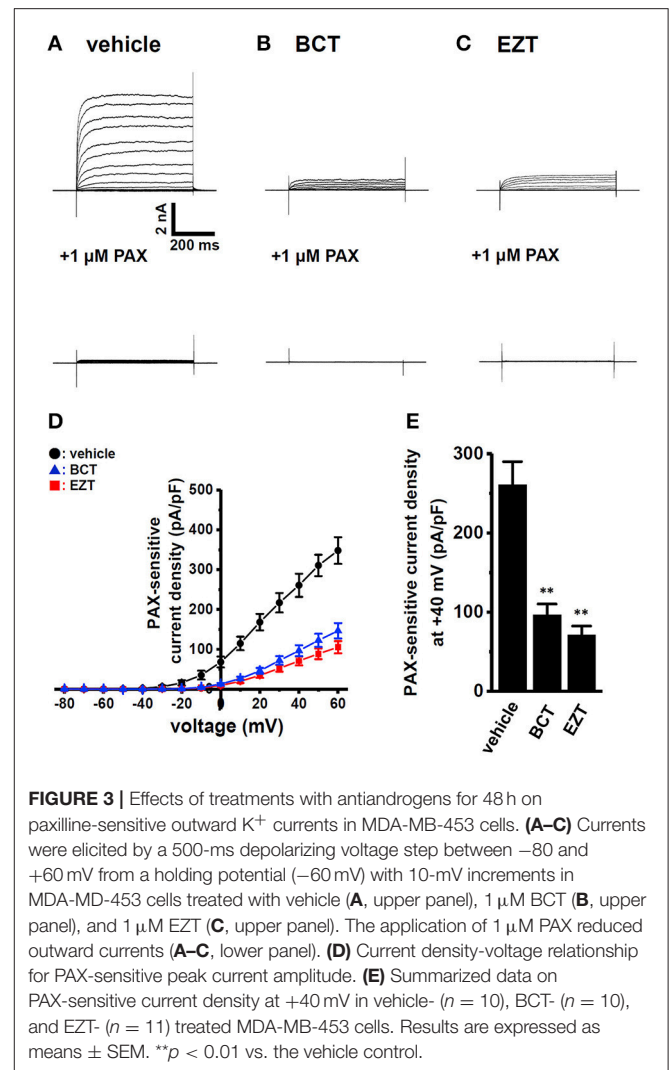 A vehicle
B BCT
C EZT
2 nA
200 ms
+1 µM PAX
+1 µM PAX
+1 µM PAX
D
●: vehicle
▲: BCT
■: EZT
PAX-sensitive
current density (pA/pF)
500
400
300
200
100
-80 -60 -40 -20 0 20 40 60
voltage (mV)
E
PAX-sensitive current density
at +40 mV (pA/pF)
300
200
100
0
**
**
vehicle
BCT
EZT
FIGURE 3 | Effects of treatments with antiandrogens for 48 h on
paxilline-sensitive outward K+ currents in MDA-MB-453 cells. (A–C) Currents
were elicited by a 500-ms depolarizing voltage step between −80 and
+60 mV from a holding potential (−60 mV) with 10-mV increments in
MDA-MD-453 cells treated with vehicle (A, upper panel), 1 µM BCT (B, upper
panel), and 1 µM EZT (C, upper panel). The application of 1 µM PAX reduced
outward currents (A–C, lower panel). (D) Current density-voltage relationship
for PAX-sensitive peak current amplitude. (E) Summarized data on
PAX-sensitive current density at +40 mV in vehicle- (n = 10), BCT- (n = 10),
and EZT- (n = 11) treated MDA-MB-453 cells. Results are expressed as
means ± SEM. **p < 0.01 vs. the vehicle control.